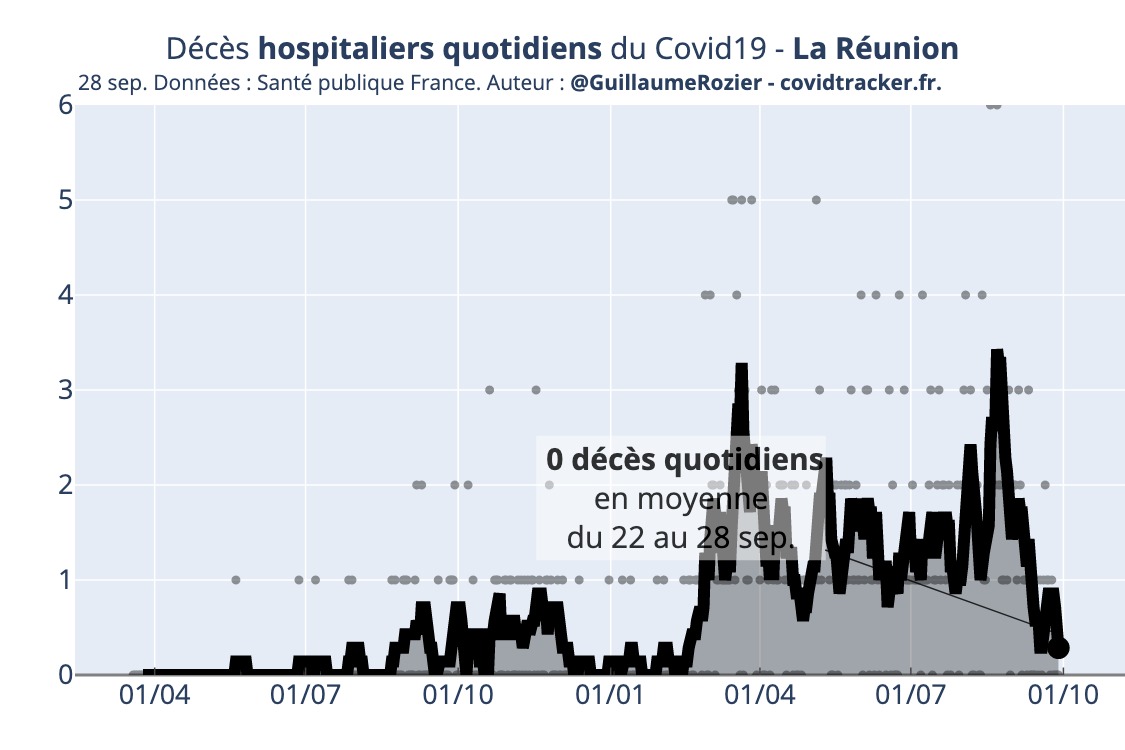 Décès hospitaliers quotidiens du Covid19 - La Réunion
28 sep. Données : Santé publique France. Auteur : @GuillaumeRozier - covidtracker.fr.
6
5
4
3
2
1
0
0 décès quotidiens
en moyenne
du 22 au 28 sep.
01/04 01/07 01/10 01/01 01/04 01/07 01/10